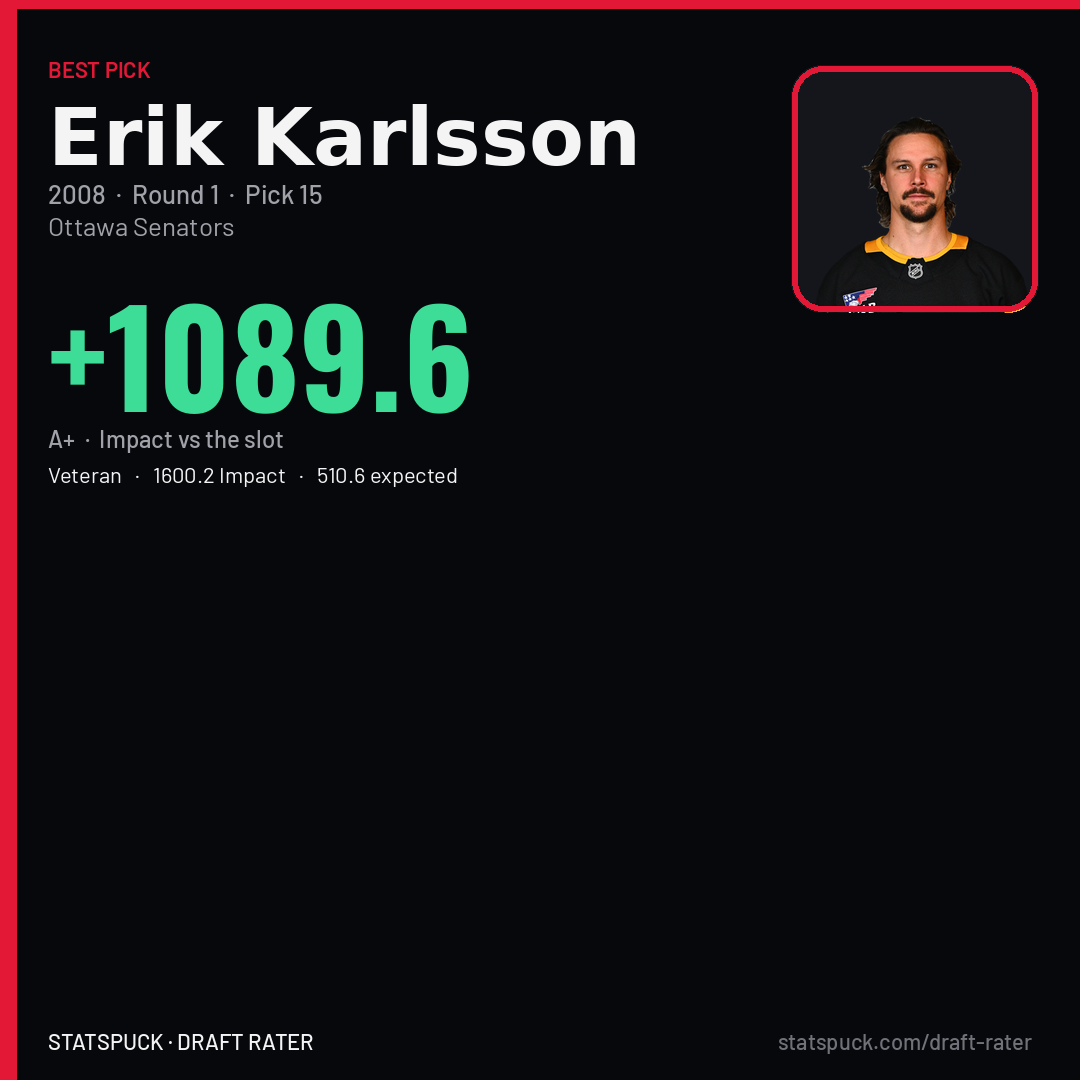 BEST PICK
Erik Karlsson
2008 · Round 1 · Pick 15
Ottawa Senators
+1089.6
A+ · Impact vs the slot
Veteran · 1600.2 Impact · 510.6 expected
STATSPUCK · DRAFT RATER
statspuck.com/draft-rater